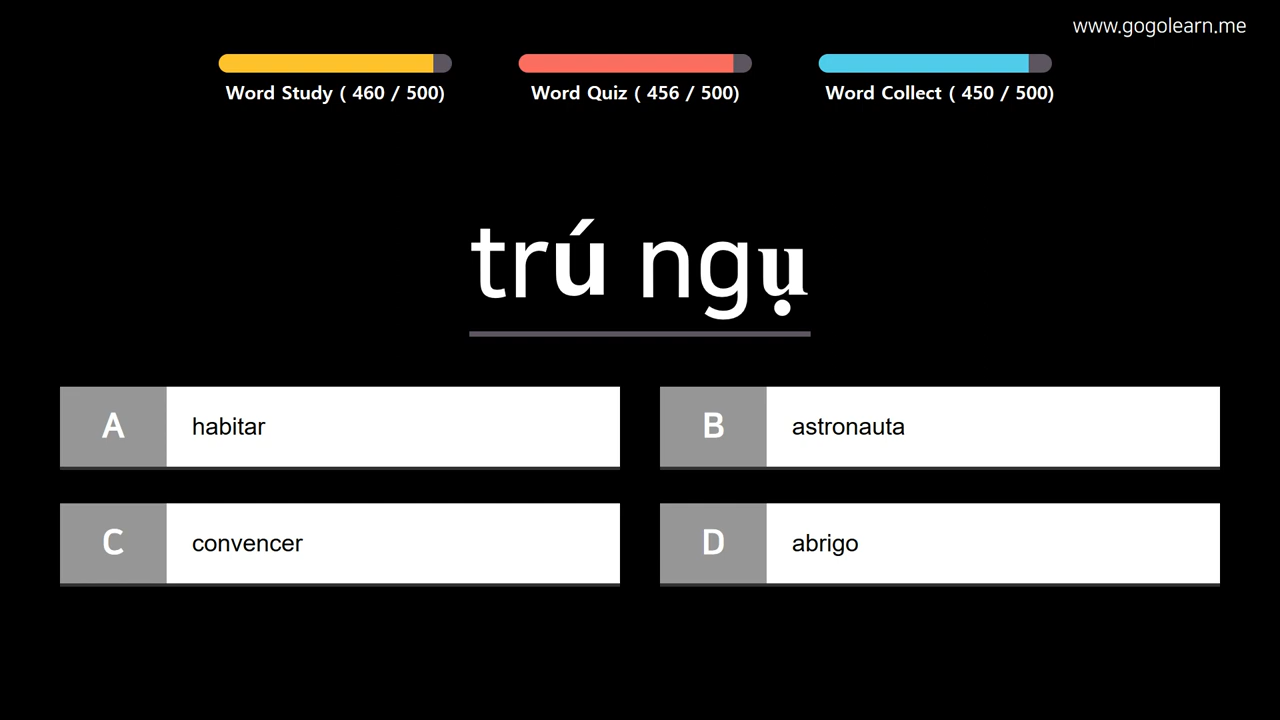 www.gogolearn.me
Word Study ( 460 / 500)
Word Quiz ( 456 / 500)
Word Collect ( 450 / 500)
trú ngụ
A habitar
B astronauta
C convencer
D abrigo